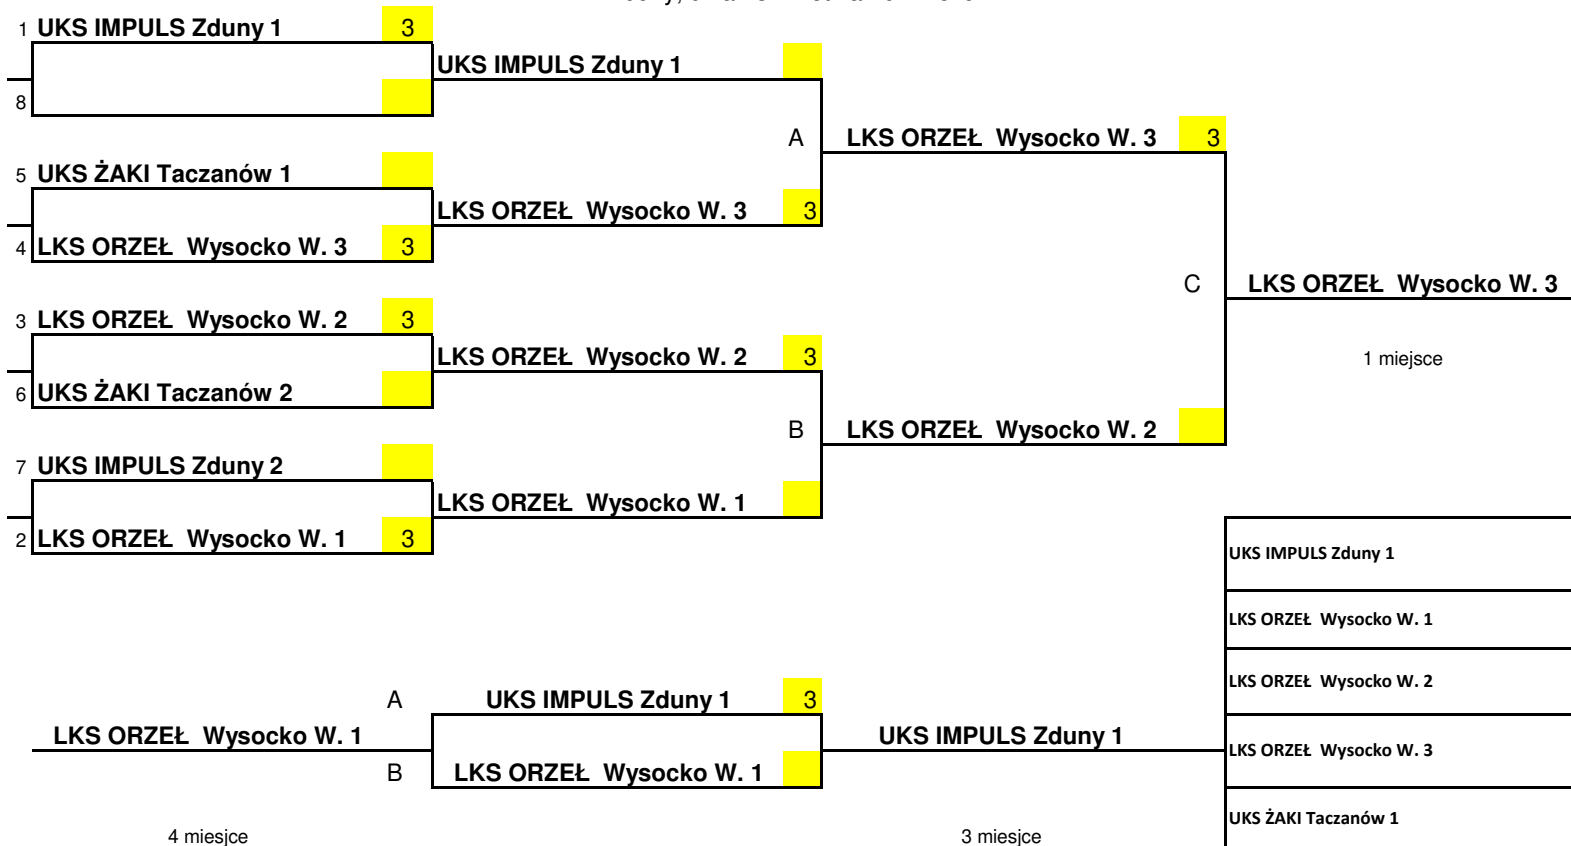 1 UKS IMPULS Zduny 1 3
UKS IMPULS Zduny 1
8
A LKS ORZEŁ Wysocko W. 3 3
5 UKS ŻAKI Taczanów 1
LKS ORZEŁ Wysocko W. 3 3
4 LKS ORZEŁ Wysocko W. 3 3
C LKS ORZEŁ Wysocko W. 3
3 LKS ORZEŁ Wysocko W. 2 3
LKS ORZEŁ Wysocko W. 2 3
1 miejsce
6 UKS ŻAKI Taczanów 2
B LKS ORZEŁ Wysocko W. 2
7 UKS IMPULS Zduny 2
LKS ORZEŁ Wysocko W. 1
2 LKS ORZEŁ Wysocko W. 1 3
UKS IMPULS Zduny 1
LKS ORZEŁ Wysocko W. 1
LKS ORZEŁ Wysocko W. 2
A UKS IMPULS Zduny 1 3
LKS ORZEŁ Wysocko W. 1
UKS IMPULS Zduny 1
LKS ORZEŁ Wysocko W. 3
B LKS ORZEŁ Wysocko W. 1
UKS ŻAKI Taczanów 1
4 miesjce
3 miesjce